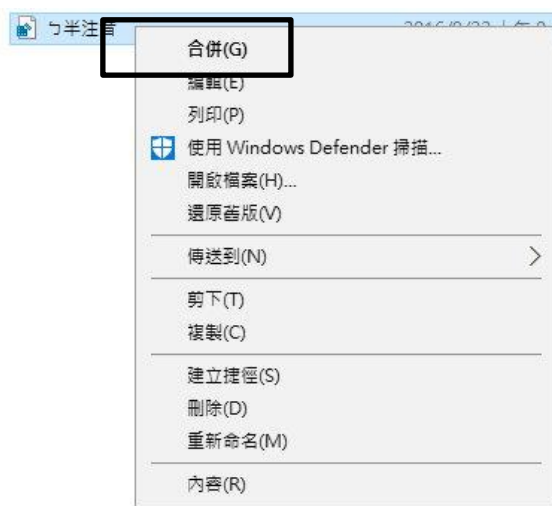 ㄅ半注音
合併(G)
編輯(E)
列印(P)
使用 Windows Defender 掃描...
開啟檔案(H)...
還原舊版(V)
傳送到(N)
剪下(T)
複製(C)
建立捷徑(S)
刪除(D)
重新命名(M)
內容(R)